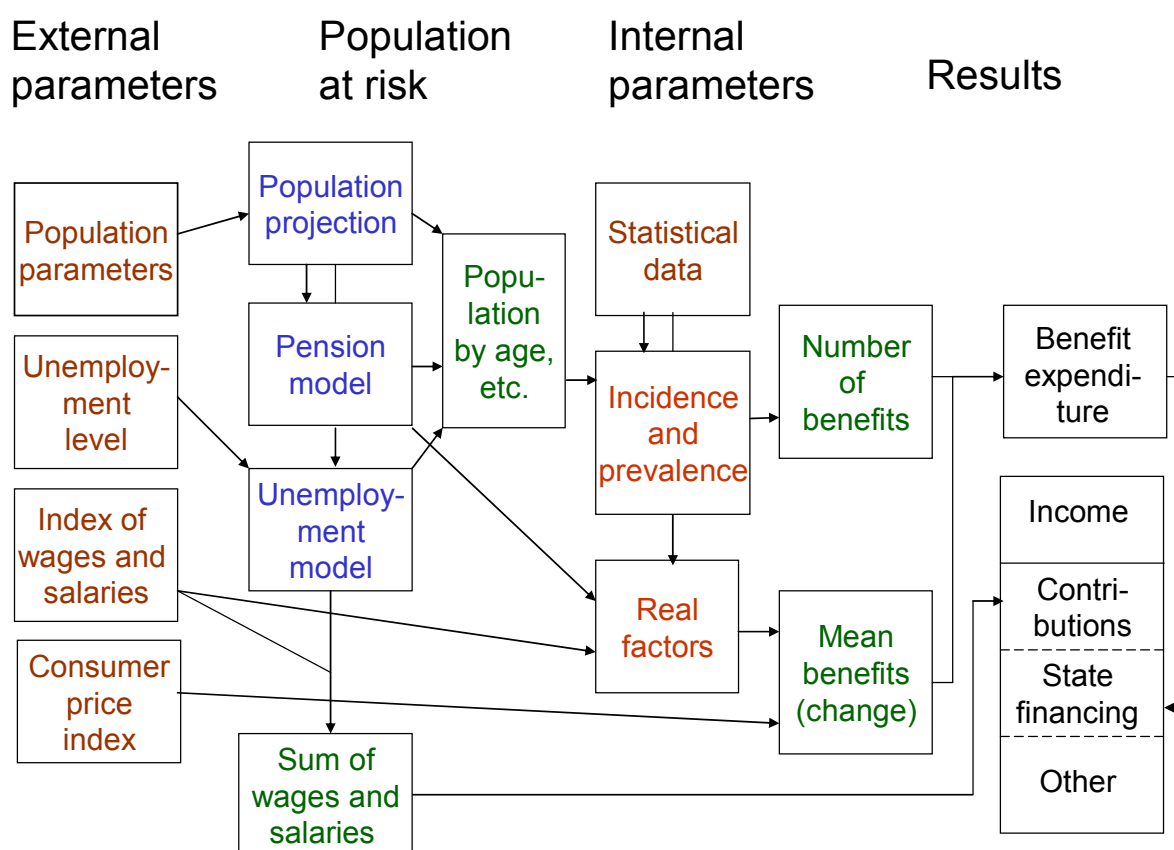 External
parameters
Population
at risk
Internal
parameters
Results
Population
parameters
Unemploy-
ment
level
Index of
wages and
salaries
Consumer
price
index
Population
projection
Pension
model
Unemploy-
ment
model
Sum of
wages and
salaries
Popu-
lation
by age,
etc.
Statistical
data
Incidence
and
prevalence
Real
factors
Number
of
benefits
Mean
benefits
(change)
Benefit
expendi-
ture
Income
Contri-
butions
State
financing
Other